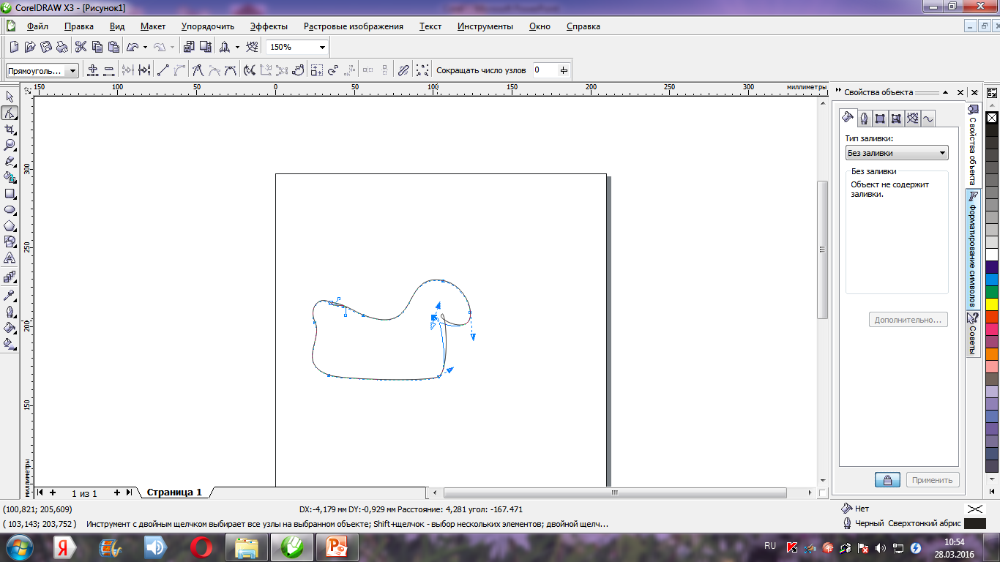 CorelDRAW X3 - [Рисунок1]
Файл Правка Вид Макет Упорядочить Эффекты Растровые изображения Текст Инструменты Окно Справка
150%
Прямоуголь... Сокращать число узлов 0
150 100 50 0 50 100 150 200 250 300 миллиметры
Свойства объекта
300
250
200
150
миллиметры
Тип заливки:
Без заливки
Без заливки
Объект не содержит
заливки.
Дополнительно...
Применить
Свойства объекта
Форматирование символов
Советы
1 из 1 Страница 1
(100,821; 205,609) DX:-4,179 мм DY:-0,929 мм Расстояние: 4,281 угол: -167.471 Нет
( 103,143; 203,752 ) Инструмент с двойным щелчком выбирает все узлы на выбранном объекте; Shift+щелчок - выбор нескольких элементов; двойной щелч... Черный Сверхтонкий абрис
RU 10:54
28.03.2016